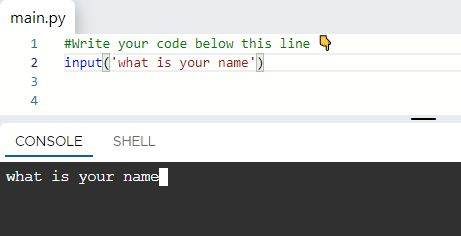 main.py
1 #Write your code below this line 👇
2 input('what is your name')
3
4
CONSOLE SHELL
what is your name